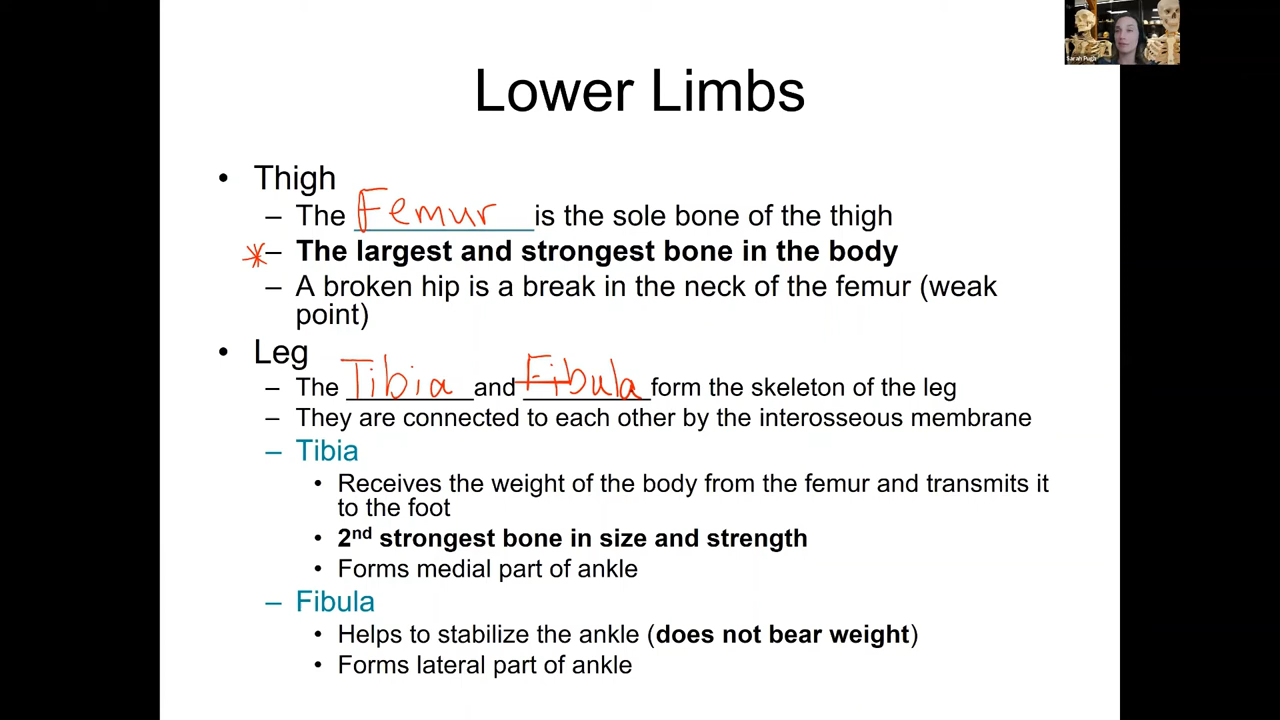 Sarah Pugh
Lower Limbs
• Thigh
– The Femur is the sole bone of the thigh
*– The largest and strongest bone in the body
– A broken hip is a break in the neck of the femur (weak
point)
• Leg
– The Tibia and Fibula form the skeleton of the leg
– They are connected to each other by the interosseous membrane
– Tibia
• Receives the weight of the body from the femur and transmits it
to the foot
• 2nd strongest bone in size and strength
• Forms medial part of ankle
– Fibula
• Helps to stabilize the ankle (does not bear weight)
• Forms lateral part of ankle